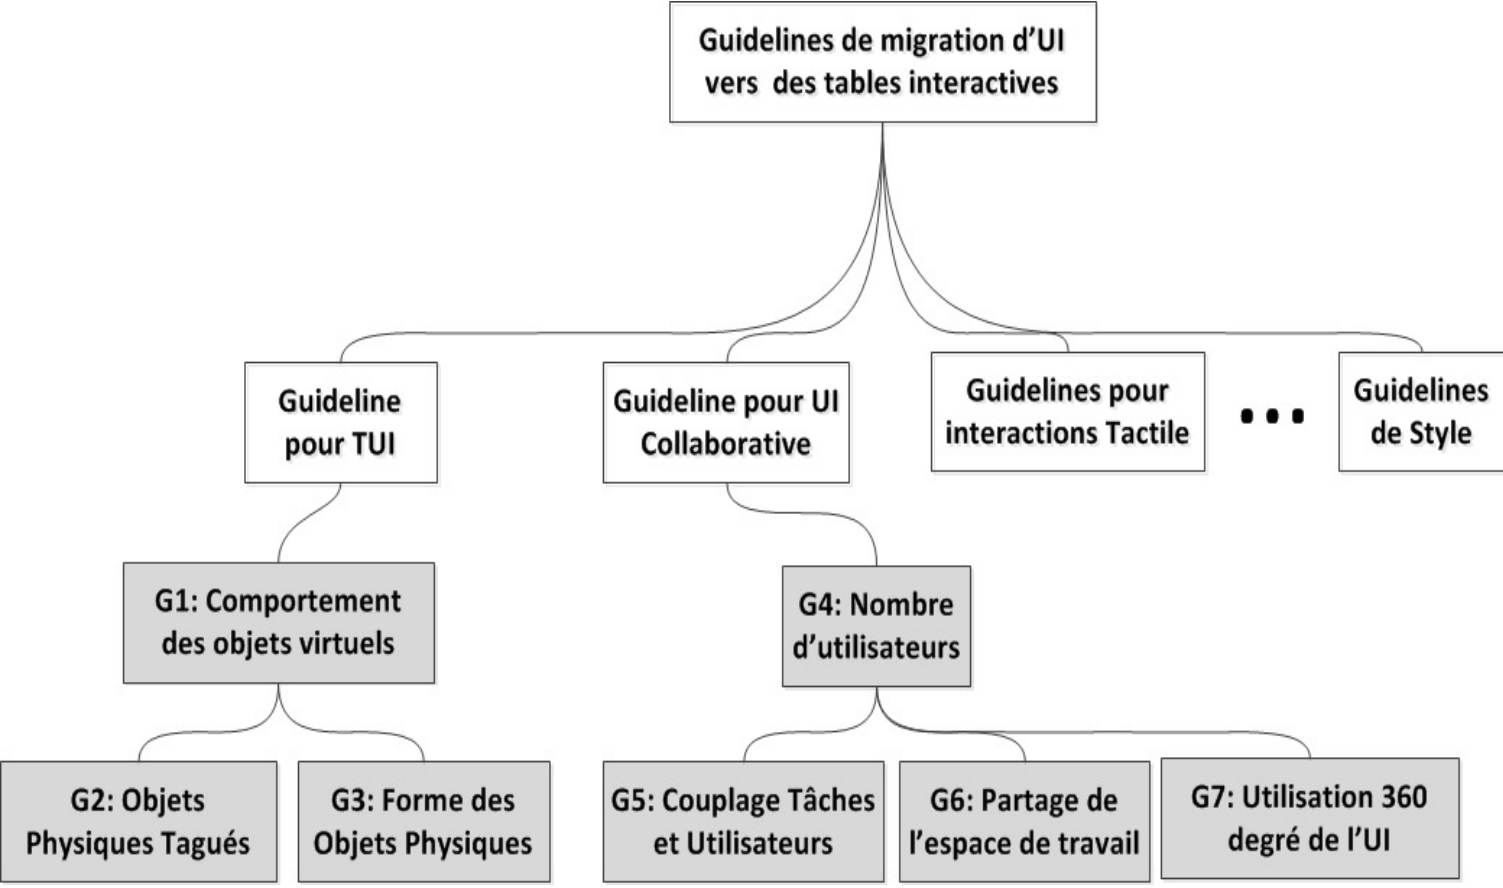 Guidelines de migration d’UI
vers des tables interactives
Guideline
pour TUI
Guideline pour UI
Collaborative
Guidelines pour
interactions Tactile
...
Guidelines
de Style
G1: Comportement
des objets virtuels
G4: Nombre
d’utilisateurs
G2: Objets
Physiques Tagués
G3: Forme des
Objets Physiques
G5: Couplage Tâches
et Utilisateurs
G6: Partage de
l’espace de travail
G7: Utilisation 360
degré de l’UI